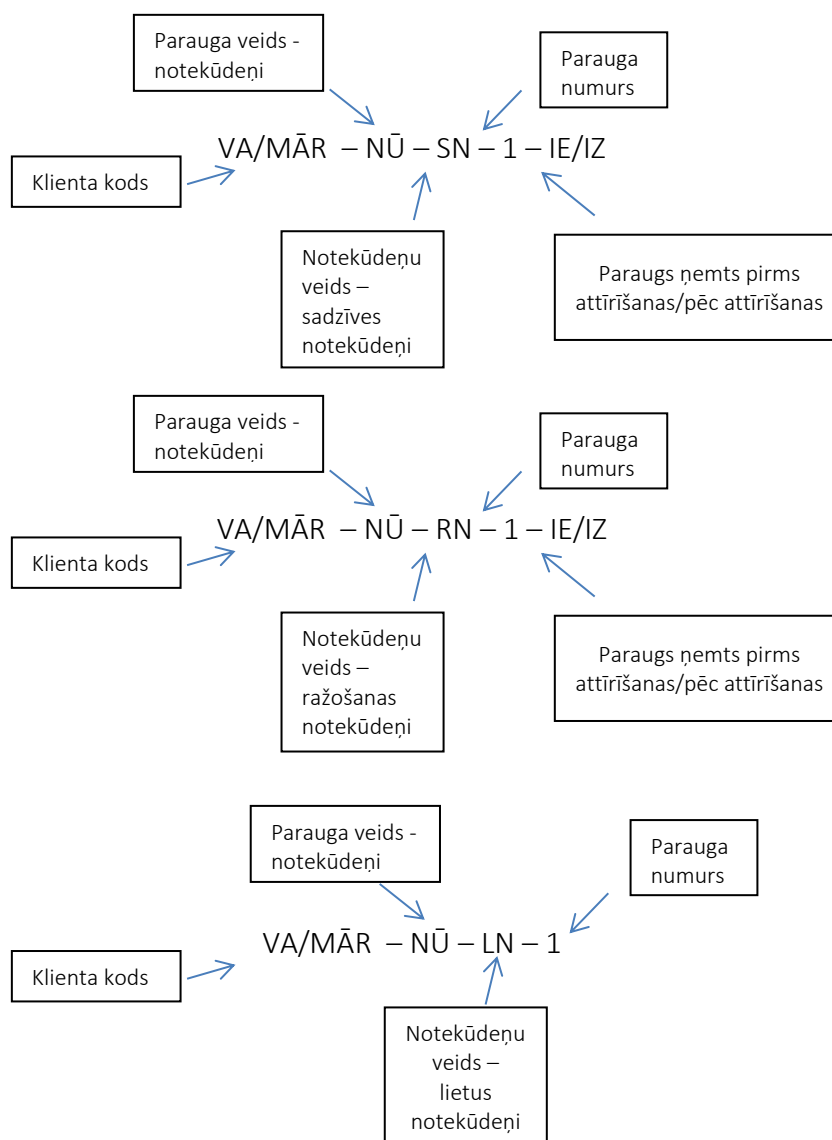 Parauga veids -
notekūdeņi
Parauga
numurs
VA/MĀR – NŪ – SN – 1 – IE/IZ
Klienta kods
Notekūdeņu
veids –
sadzīves
notekūdeņi
Paraugs ņemts pirms
attīrīšanas/pēc attīrīšanas
Parauga veids -
notekūdeņi
Parauga
numurs
VA/MĀR – NŪ – RN – 1 – IE/IZ
Klienta kods
Notekūdeņu
veids –
ražošanas
notekūdeņi
Paraugs ņemts pirms
attīrīšanas/pēc attīrīšanas
Parauga veids -
notekūdeņi
Parauga
numurs
VA/MĀR – NŪ – LN – 1
Klienta kods
Notekūdeņu
veids –
lietus
notekūdeņi